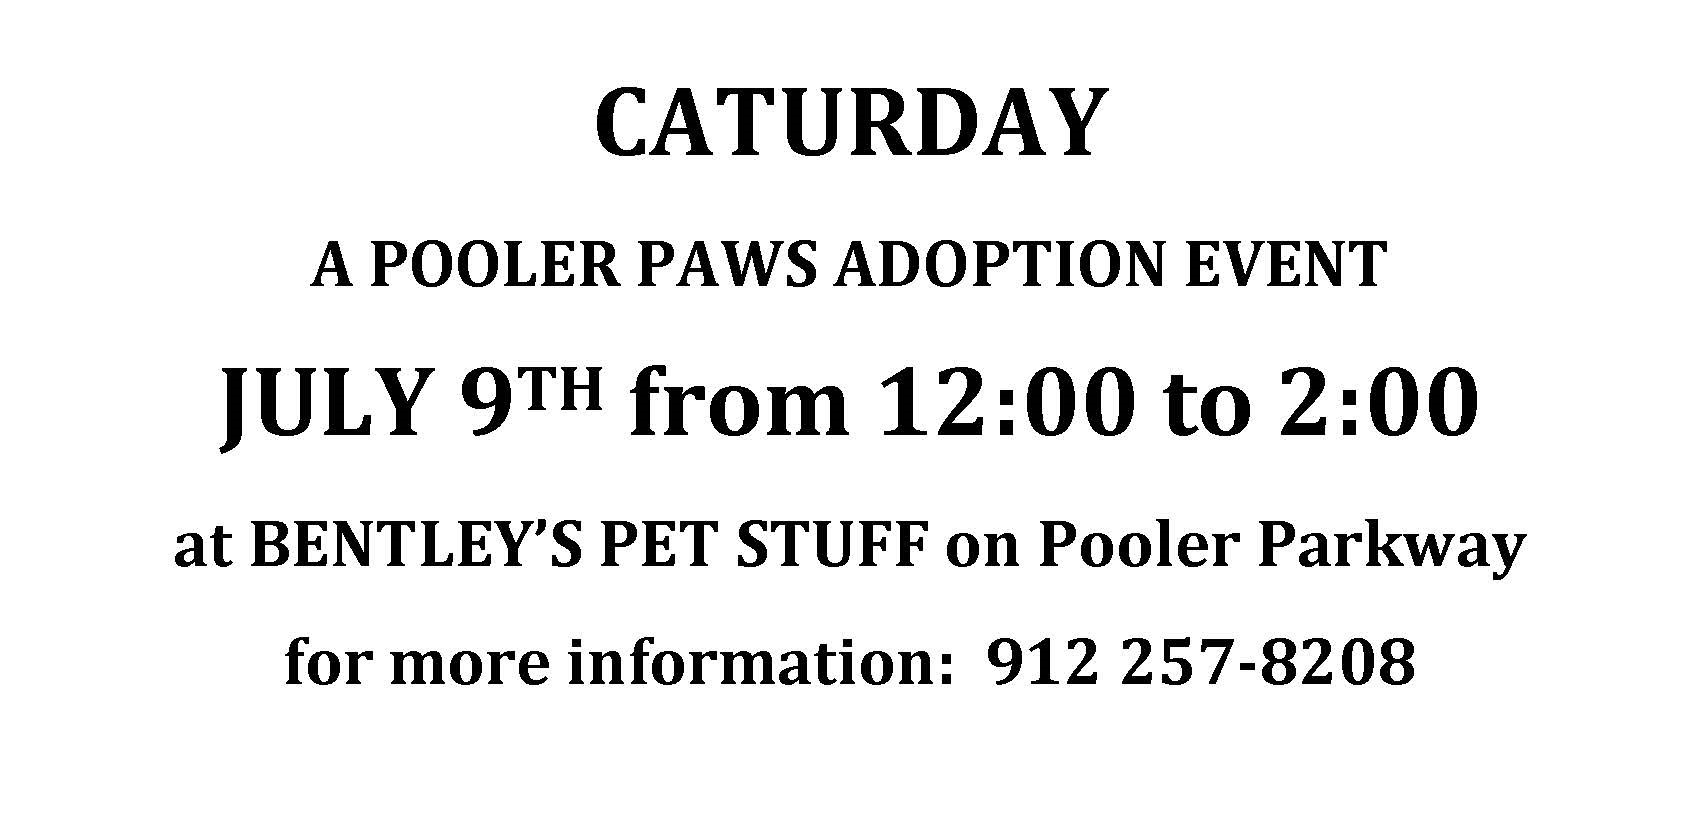 CATURDAY
A POOLER PAWS ADOPTION EVENT
JULY 9TH from 12:00 to 2:00
at BENTLEY’S PET STUFF on Pooler Parkway
for more information:  912 257-8208